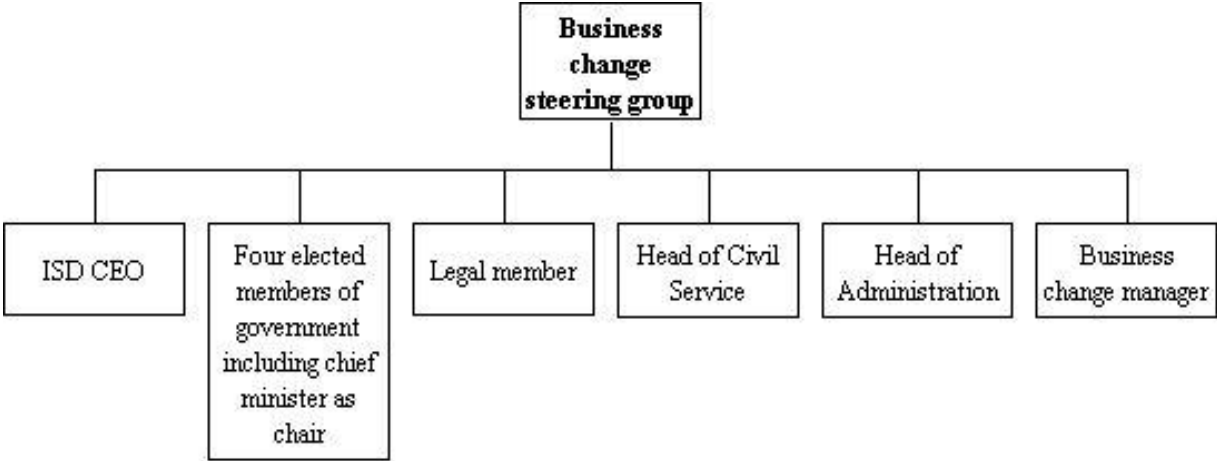 Business
change
steering group
ISD CEO
Four elected
members of
government
including chief
minister as
chair
Legal member
Head of Civil
Service
Head of
Administration
Business
change manager